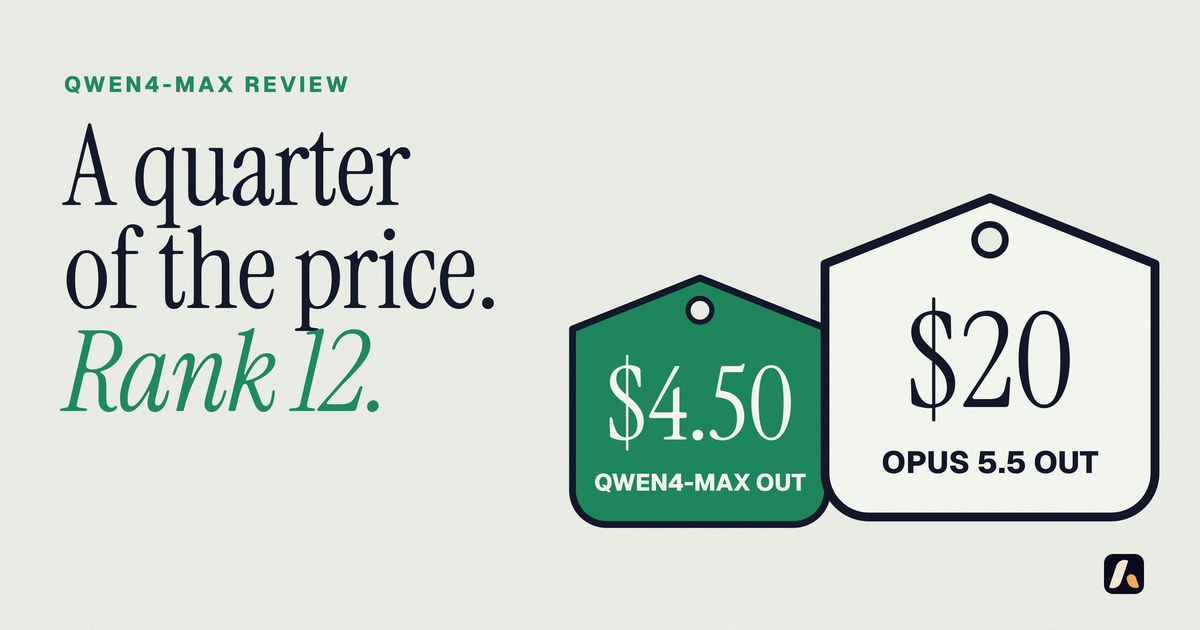 QWEN4-MAX REVIEW
A quarter
of the price.
Rank 12.
$4.50
QWEN4-MAX OUT
$20
OPUS 5.5 OUT